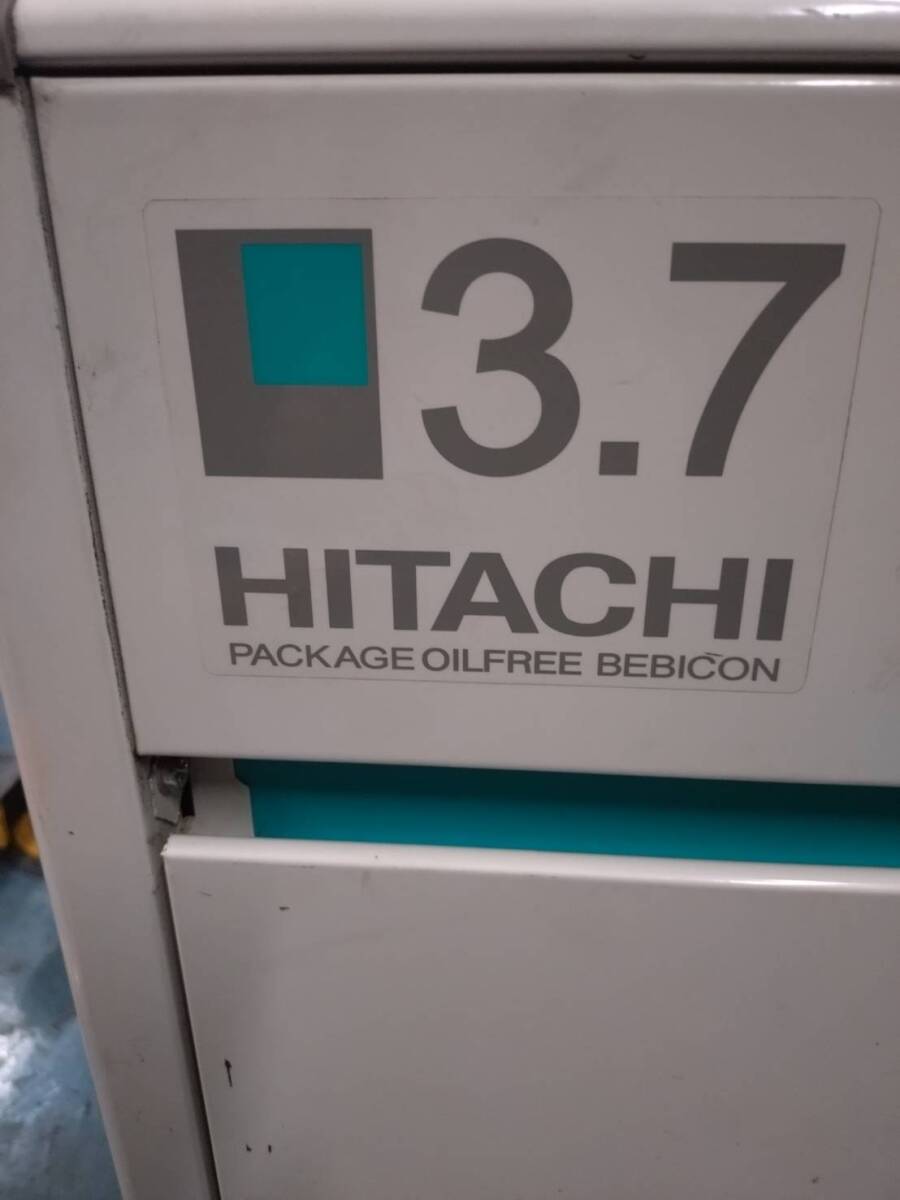 3.7
HITACHI
PACKAGE OILFREE BEBICON